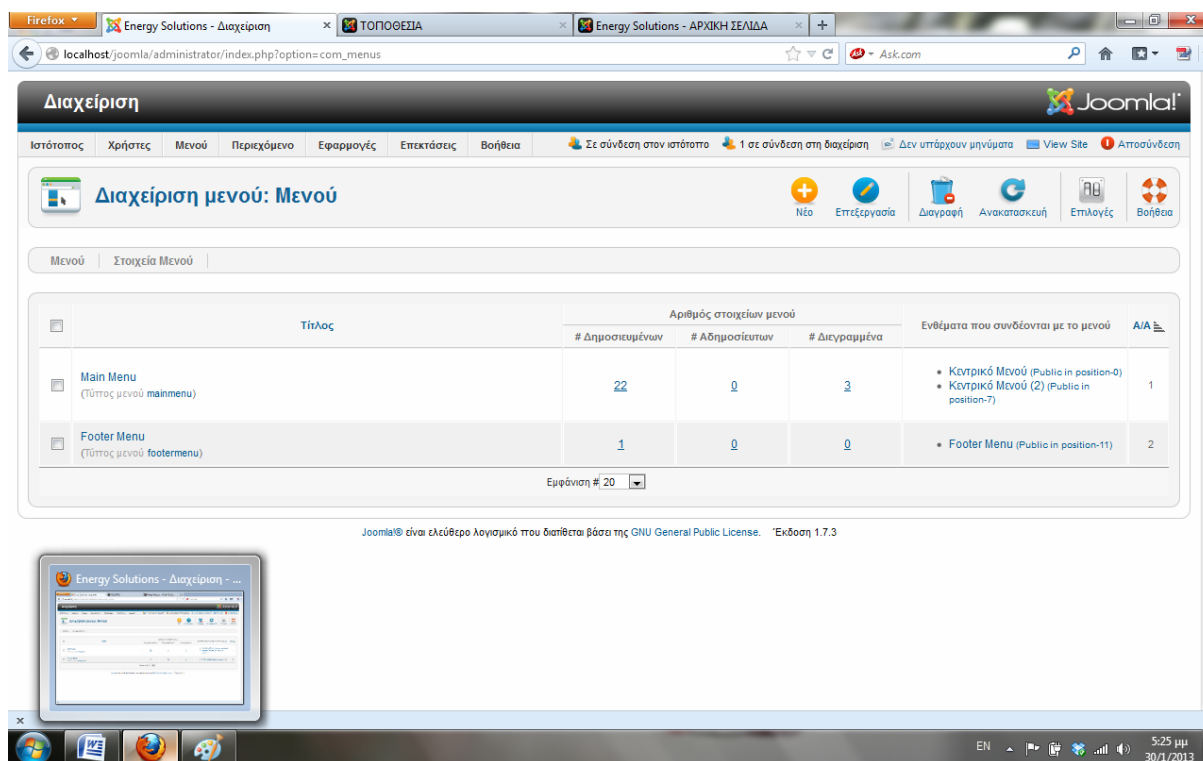 Firefox
Energy Solutions - Διαχείριση
ΤΟΠΟΘΕΣΙΑ
Energy Solutions - ΑΡΧΙΚΗ ΣΕΛΙΔΑ
localhost/joomla/administrator/index.php?option=com_menus
Ask.com
Διαχείριση
Joomla!
Ιστότοπος Χρήστες Μενού Περιεχόμενο Εφαρμογές Επεκτάσεις Βοήθεια Σε σύνδεση στον ιστότοπο 1 σε σύνδεση στη διαχείριση Δεν υπάρχουν μηνύματα View Site Αποσύνδεση
Διαχείριση μενού: Μενού
Νέο Επεξεργασία Διαγραφή Ανακατασκευή Επιλογές Βοήθεια
Μενού Στοιχεία Μενού
Τίτλος
Αριθμός στοιχείων μενού
# Δημοσιευμένων # Αδημοσίευτων # Διεγραμμένα
Ενθέματα που συνδέονται με το μενού
Α/Α
Main Menu
(Τύπος μενού mainmenu)
22 0 3
• Κεντρικό Μενού (Public in position-0)
• Κεντρικό Μενού (2) (Public in
position-7)
1
Footer Menu
(Τύπος μενού footermenu)
1 0 0
• Footer Menu (Public in position-11)
2
Εμφάνιση # 20
Joomla!® είναι ελεύθερο λογισμικό που διατίθεται βάσει της GNU General Public License. Έκδοση 1.7.3
Energy Solutions - Διαχείριση - ...
EN
5:25 μμ
30/1/2013